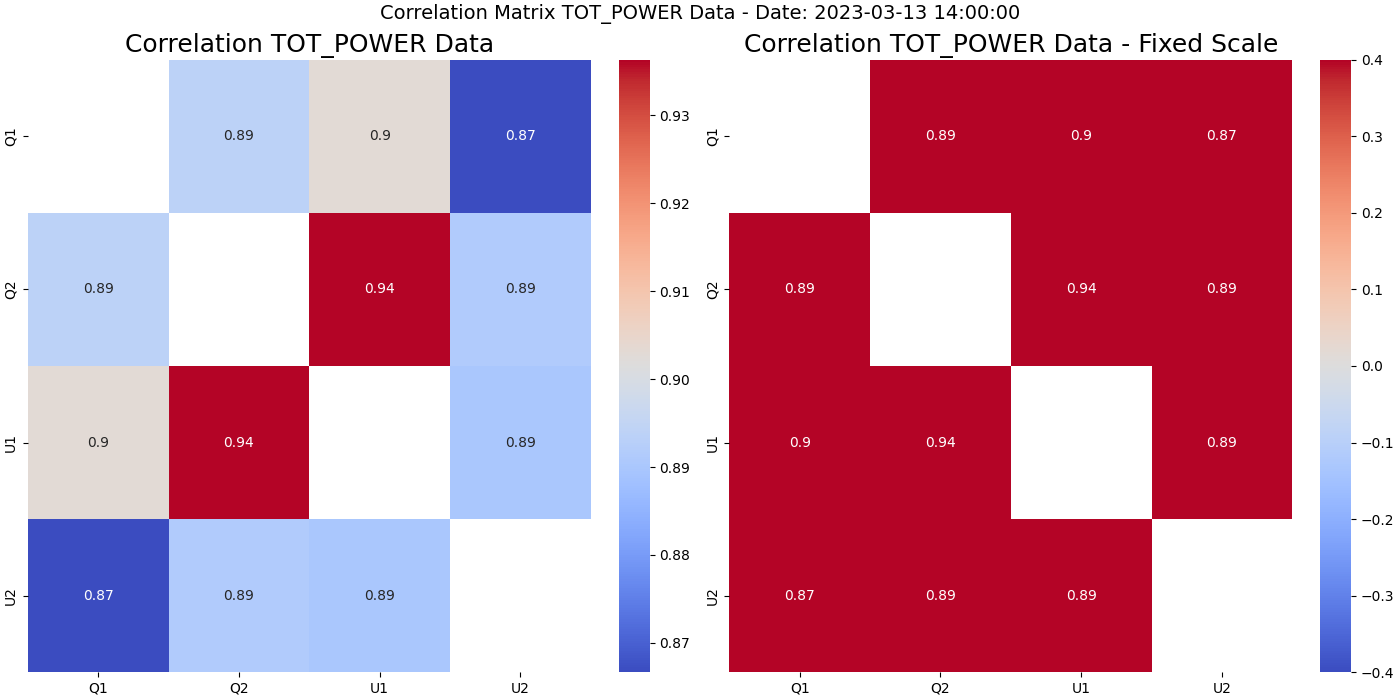 Correlation Matrix TOT_POWER Data - Date: 2023-03-13 14:00:00
Correlation TOT_POWER Data
Q1
0.89
0.9
0.87
Q2
0.89
0.94
0.89
U1
0.9
0.94
0.89
U2
0.87
0.89
0.89
Q1
Q2
U1
U2
0.93
0.92
0.91
0.90
0.89
0.88
0.87
Correlation TOT_POWER Data - Fixed Scale
Q1
0.89
0.9
0.87
Q2
0.89
0.94
0.89
U1
0.9
0.94
0.89
U2
0.87
0.89
0.89
Q1
Q2
U1
U2
0.4
0.3
0.2
0.1
0.0
−0.1
−0.2
−0.3
−0.4